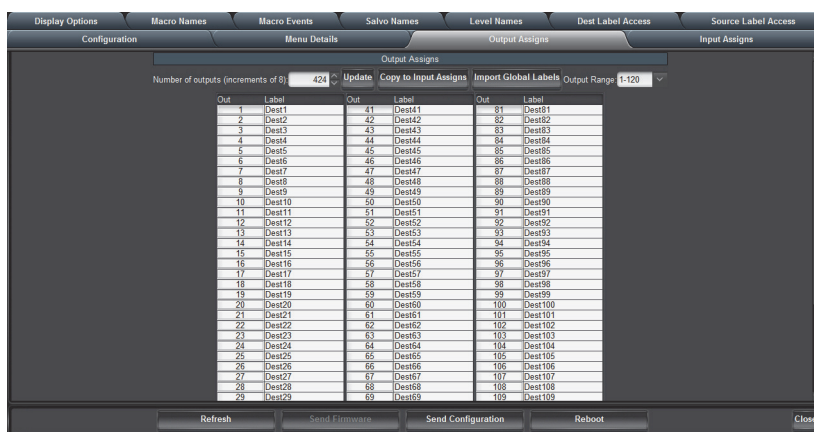 Display Options Macro Names Macro Events Salvo Names Level Names Dest Label Access Source Label Access
Configuration Menu Details Output Assigns Input Assigns
Output Assigns
Number of outputs (increments of 8): 424 Update Copy to Input Assigns Import Global Labels Output Range: 1-120
Out Label Out Label Out Label
1 Dest1 41 Dest41 81 Dest81
2 Dest2 42 Dest42 82 Dest82
3 Dest3 43 Dest43 83 Dest83
4 Dest4 44 Dest44 84 Dest84
5 Dest5 45 Dest45 85 Dest85
6 Dest6 46 Dest46 86 Dest86
7 Dest7 47 Dest47 87 Dest87
8 Dest8 48 Dest48 88 Dest88
9 Dest9 49 Dest49 89 Dest89
10 Dest10 50 Dest50 90 Dest90
11 Dest11 51 Dest51 91 Dest91
12 Dest12 52 Dest52 92 Dest92
13 Dest13 53 Dest53 93 Dest93
14 Dest14 54 Dest54 94 Dest94
15 Dest15 55 Dest55 95 Dest95
16 Dest16 56 Dest56 96 Dest96
17 Dest17 57 Dest57 97 Dest97
18 Dest18 58 Dest58 98 Dest98
19 Dest19 59 Dest59 99 Dest99
20 Dest20 60 Dest60 100 Dest100
21 Dest21 61 Dest61 101 Dest101
22 Dest22 62 Dest62 102 Dest102
23 Dest23 63 Dest63 103 Dest103
24 Dest24 64 Dest64 104 Dest104
25 Dest25 65 Dest65 105 Dest105
26 Dest26 66 Dest66 106 Dest106
27 Dest27 67 Dest67 107 Dest107
28 Dest28 68 Dest68 108 Dest108
29 Dest29 69 Dest69 109 Dest109
Refresh Send Firmware Send Configuration Reboot Close